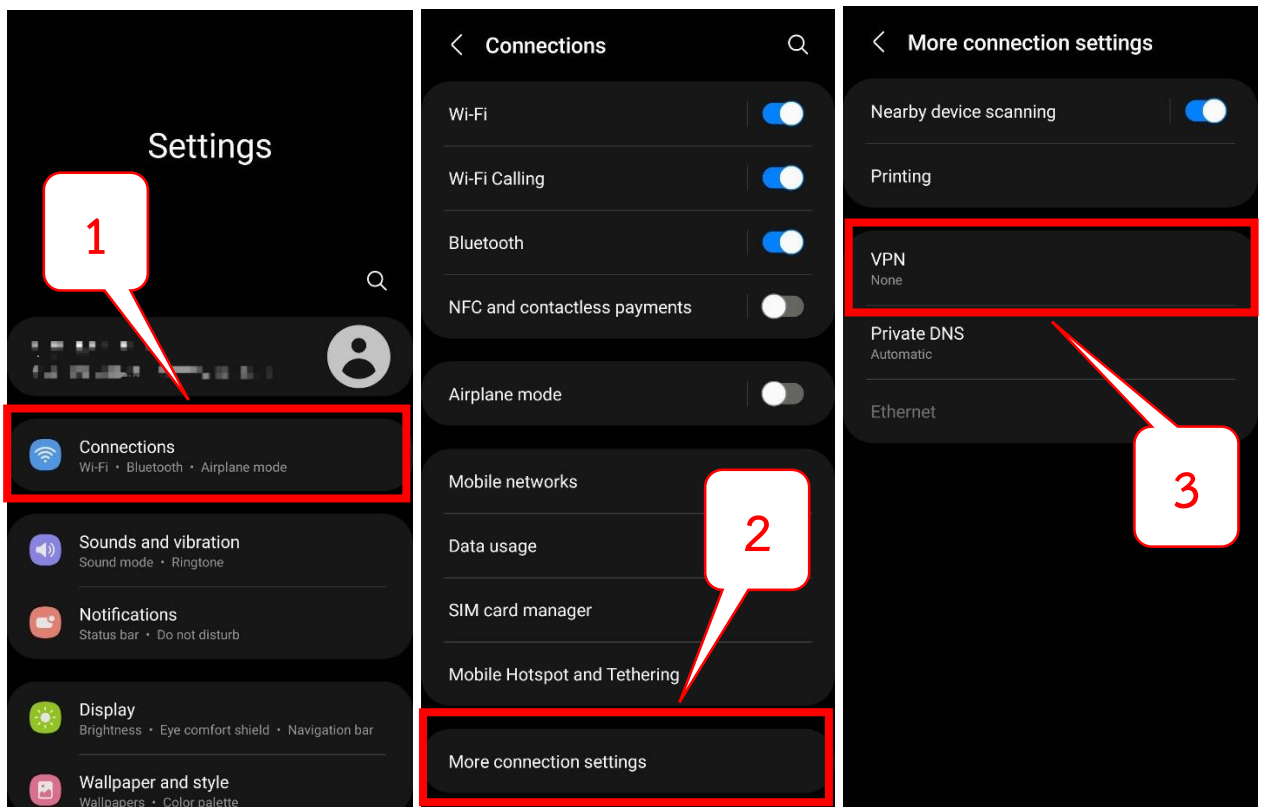 Settings
1
Connections
Wi-Fi • Bluetooth • Airplane mode
Sounds and vibration
Sound mode • Ringtone
Notifications
Status bar • Do not disturb
Display
Brightness • Eye comfort shield • Navigation bar
Wallpaper and style
Wallpapers • Color palette
Connections
Wi-Fi
Wi-Fi Calling
Bluetooth
NFC and contactless payments
Airplane mode
Mobile networks
Data usage
2
SIM card manager
Mobile Hotspot and Tethering
More connection settings
More connection settings
Nearby device scanning
Printing
VPN
None
Private DNS
Automatic
Ethernet
3